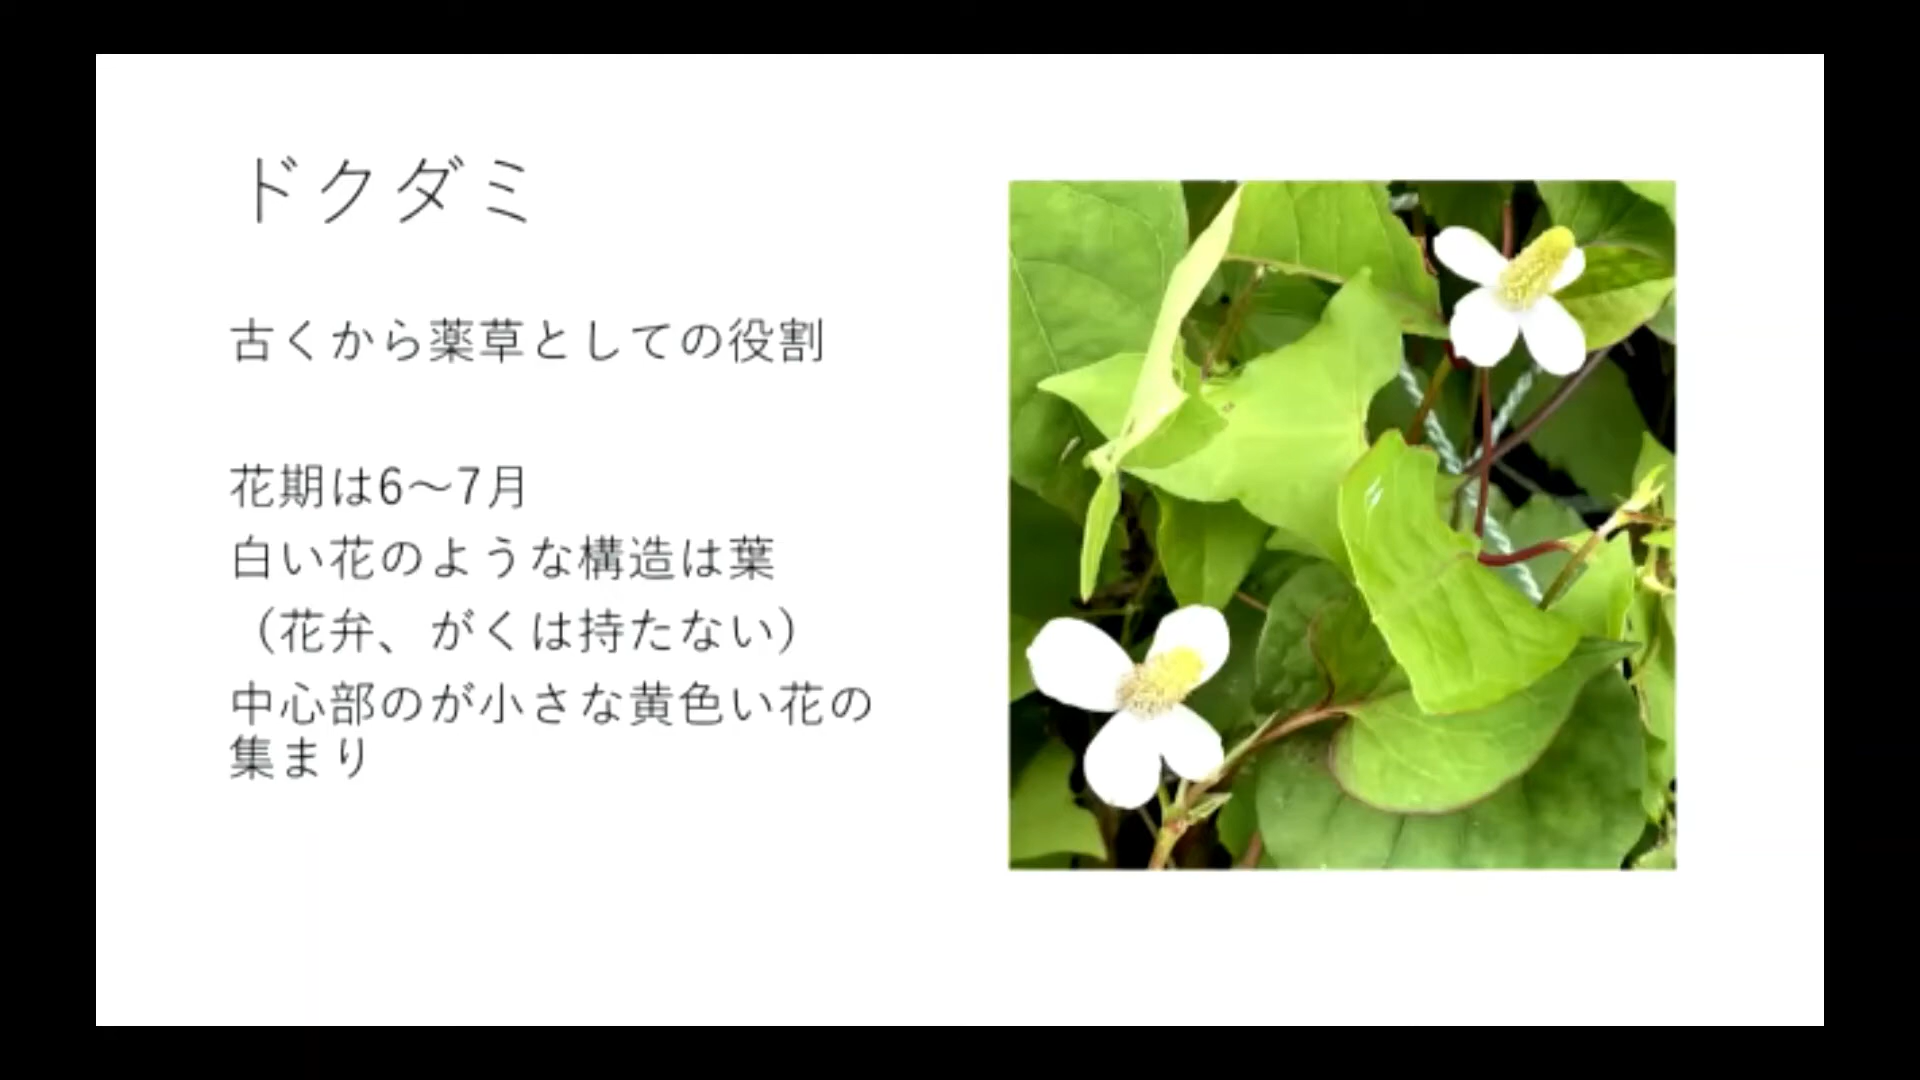 ドクダミ
古くから薬草としての役割
花期は6～7月
白い花のような構造は葉
（花弁、がくは持たない）
中心部のが小さな黄色い花の
集まり